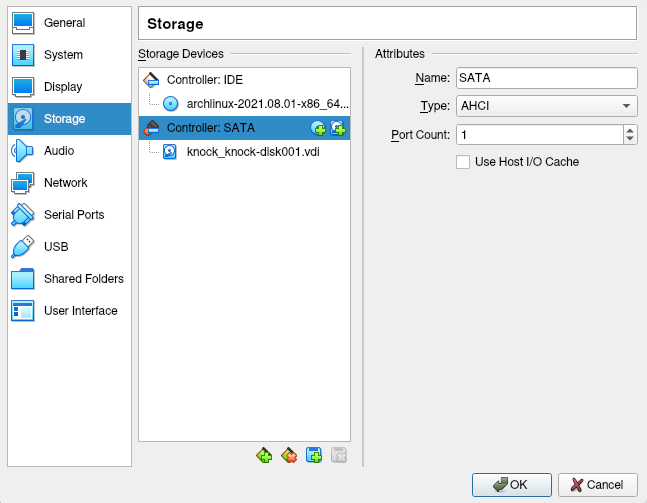 General
System
Display
Storage
Audio
Network
Serial Ports
USB
Shared Folders
User Interface
Storage
Storage Devices
Controller: IDE
archlinux-2021.08.01-x86_64...
Controller: SATA
knock_knock-disk001.vdi
Attributes
Name: SATA
Type: AHCI
Port Count: 1
Use Host I/O Cache
OK
Cancel